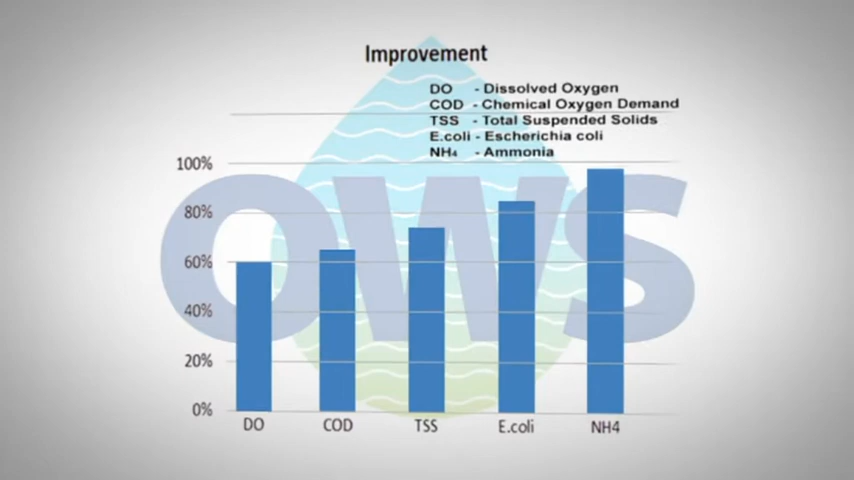 Improvement
DO - Dissolved Oxygen
COD - Chemical Oxygen Demand
TSS - Total Suspended Solids
E.coli - Escherichia coli
NH₄ - Ammonia
100%
80%
60%
40%
20%
0%
OWS
DO COD TSS E.coli NH4